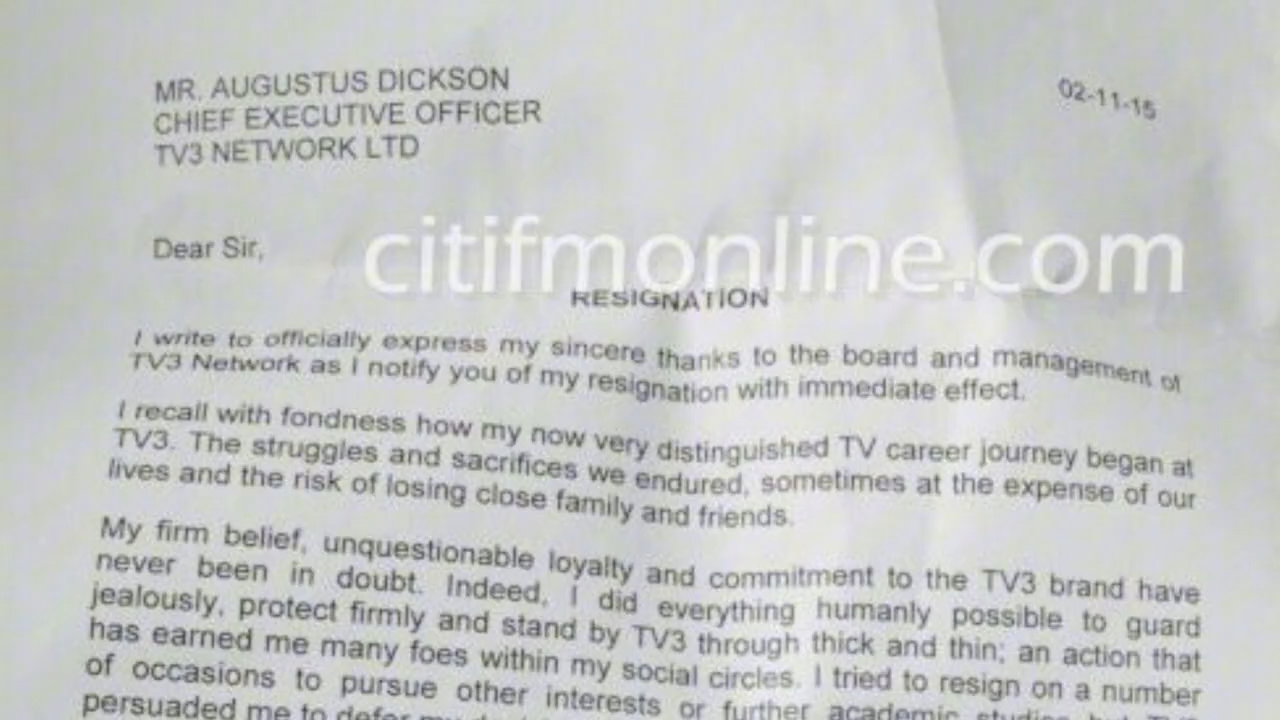 MR. AUGUSTUS DICKSON
CHIEF EXECUTIVE OFFICER
TV3 NETWORK LTD
02-11-15
Dear Sir,
citifmonline.com
RESIGNATION
I write to officially express my sincere thanks to the board and management of
TV3 Network as I notify you of my resignation with immediate effect.
I recall with fondness how my now very distinguished TV career journey began at
TV3. The struggles and sacrifices we endured, sometimes at the expense of our
lives and the risk of losing close family and friends.
My firm belief, unquestionable loyalty and commitment to the TV3 brand have
never been in doubt. Indeed, I did everything humanly possible to guard
jealously, protect firmly and stand by TV3 through thick and thin; an action that
has earned me many foes within my social circles. I tried to resign on a number
of occasions to pursue other interests or further academic studies
persuaded me to defer my